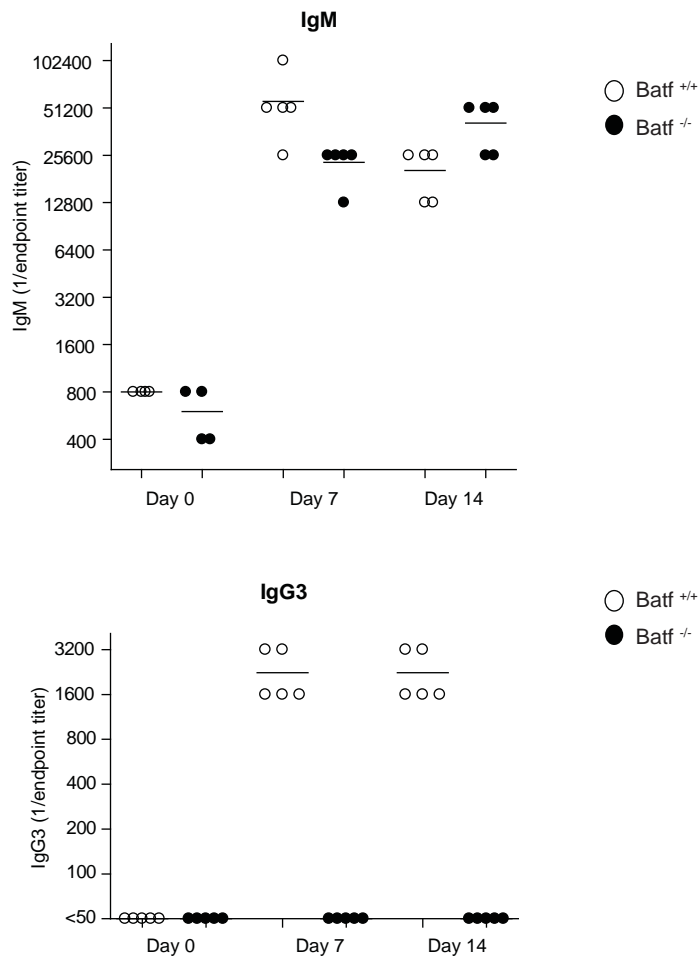 IgM
102400
51200
25600
12800
6400
3200
1600
800
400
IgM (1/endpoint titer)
Day 0 Day 7 Day 14
Batf +/+
Batf -/-
IgG3
3200
1600
800
400
200
100
<50
IgG3 (1/endpoint titer)
Day 0 Day 7 Day 14
Batf +/+
Batf -/-